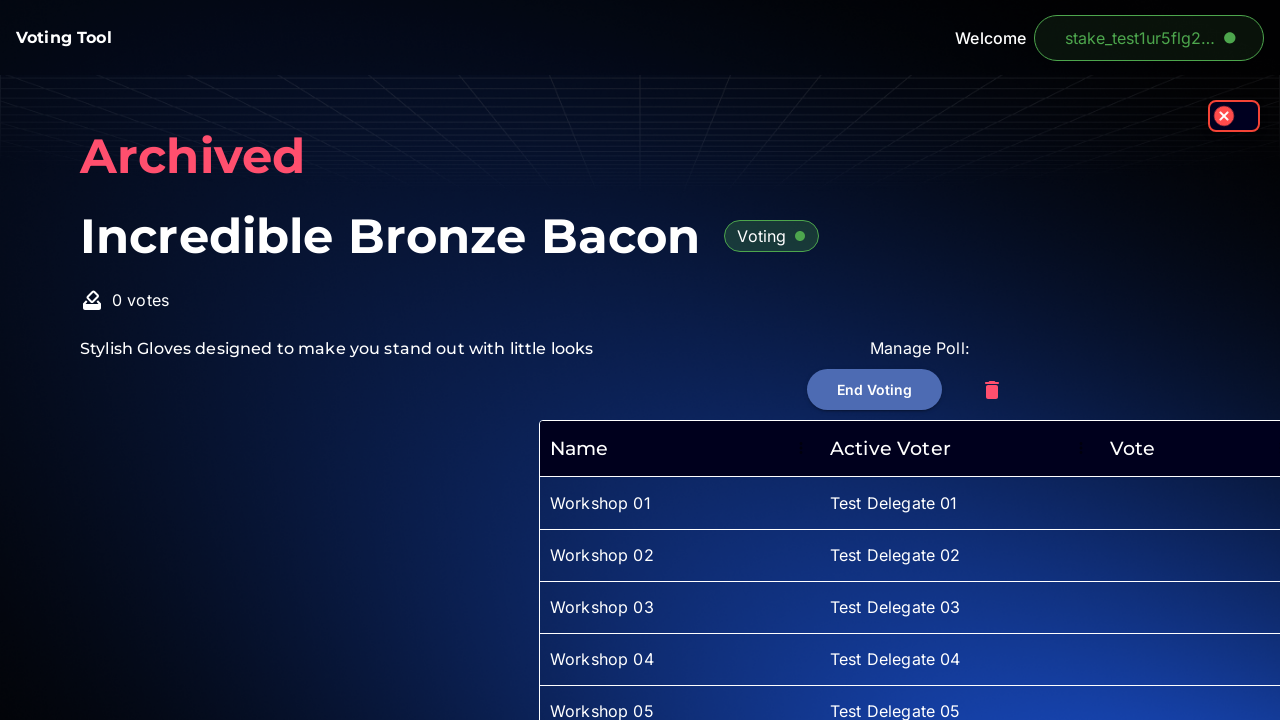 Voting Tool
Welcome
stake_test1ur5flg2...
Archived
Incredible Bronze Bacon
Voting
0 votes
Stylish Gloves designed to make you stand out with little looks
Manage Poll:
End Voting
Name Active Voter Vote
Workshop 01 Test Delegate 01
Workshop 02 Test Delegate 02
Workshop 03 Test Delegate 03
Workshop 04 Test Delegate 04
Workshop 05 Test Delegate 05